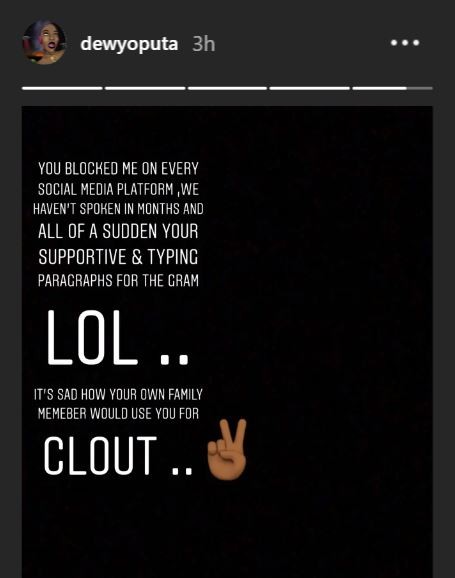 dewyoputa 3h
YOU BLOCKED ME ON EVERY
SOCIAL MEDIA PLATFORM ,WE
HAVEN'T SPOKEN IN MONTHS AND
ALL OF A SUDDEN YOUR
SUPPORTIVE & TYPING
PARAGRAPHS FOR THE GRAM
LOL ..
IT'S SAD HOW YOUR OWN FAMILY
MEMEBER WOULD USE YOU FOR
CLOUT ..✌🏾